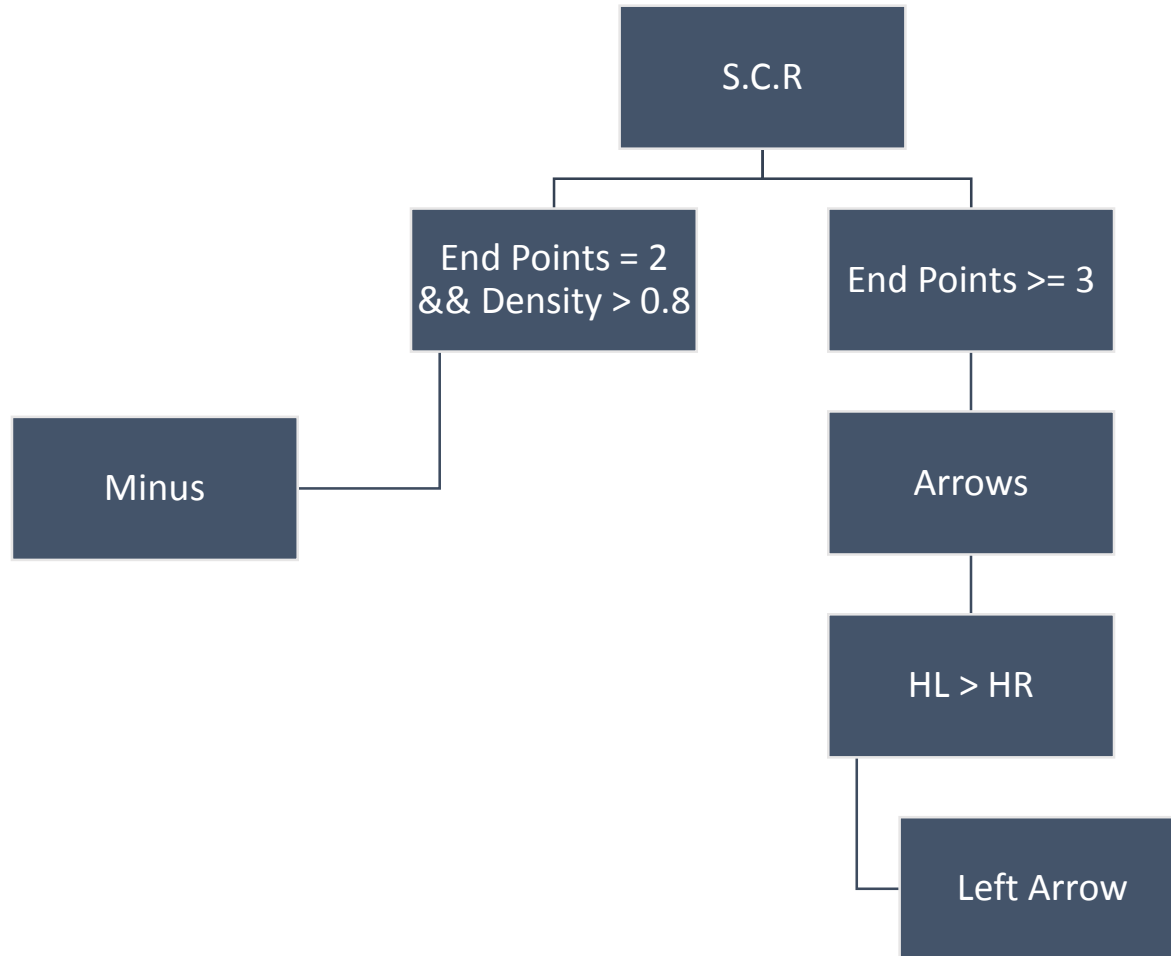 S.C.R
End Points = 2
&& Density > 0.8
End Points >= 3
Minus
Arrows
HL > HR
Left Arrow